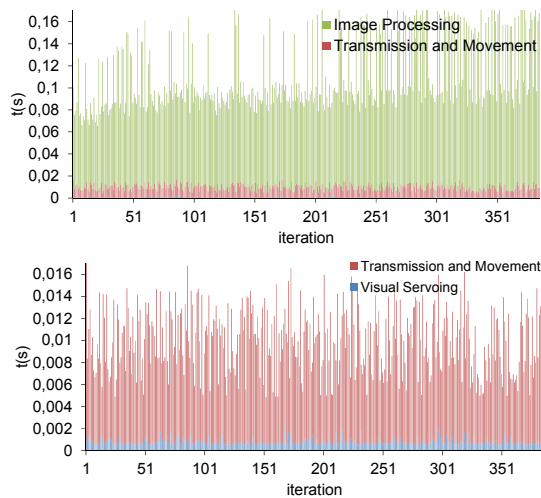 0,16
0,14
0,12
0,1
0,08
0,06
0,04
0,02
0
t(s)
Image Processing
Transmission and Movement
1 51 101 151 201 251 301 351
iteration
0,016
0,014
0,012
0,01
0,008
0,006
0,004
0,002
0
t(s)
Transmission and Movement
Visual Servoing
1 51 101 151 201 251 301 351
iteration